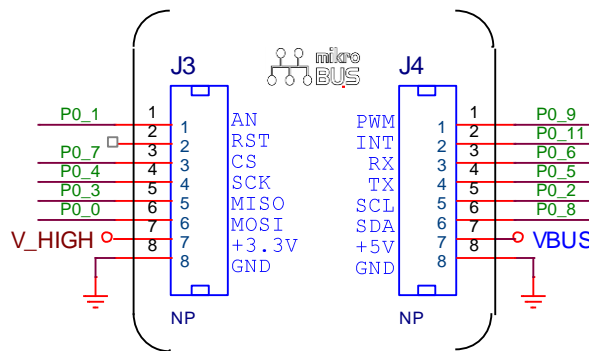 mikro
BUS
J3
J4
P0_1 1 1 AN
2 2 RST
P0_7 3 3 CS
P0_4 4 4 SCK
P0_3 5 5 MISO
P0_0 6 6 MOSI
V_HIGH 7 7 +3.3V
8 8 GND
NP
PWM 1 1 P0_9
INT 2 2 P0_11
RX 3 3 P0_6
TX 4 4 P0_5
SCL 5 5 P0_2
SDA 6 6 P0_8
+5V 7 7 VBUS
GND 8 8
NP